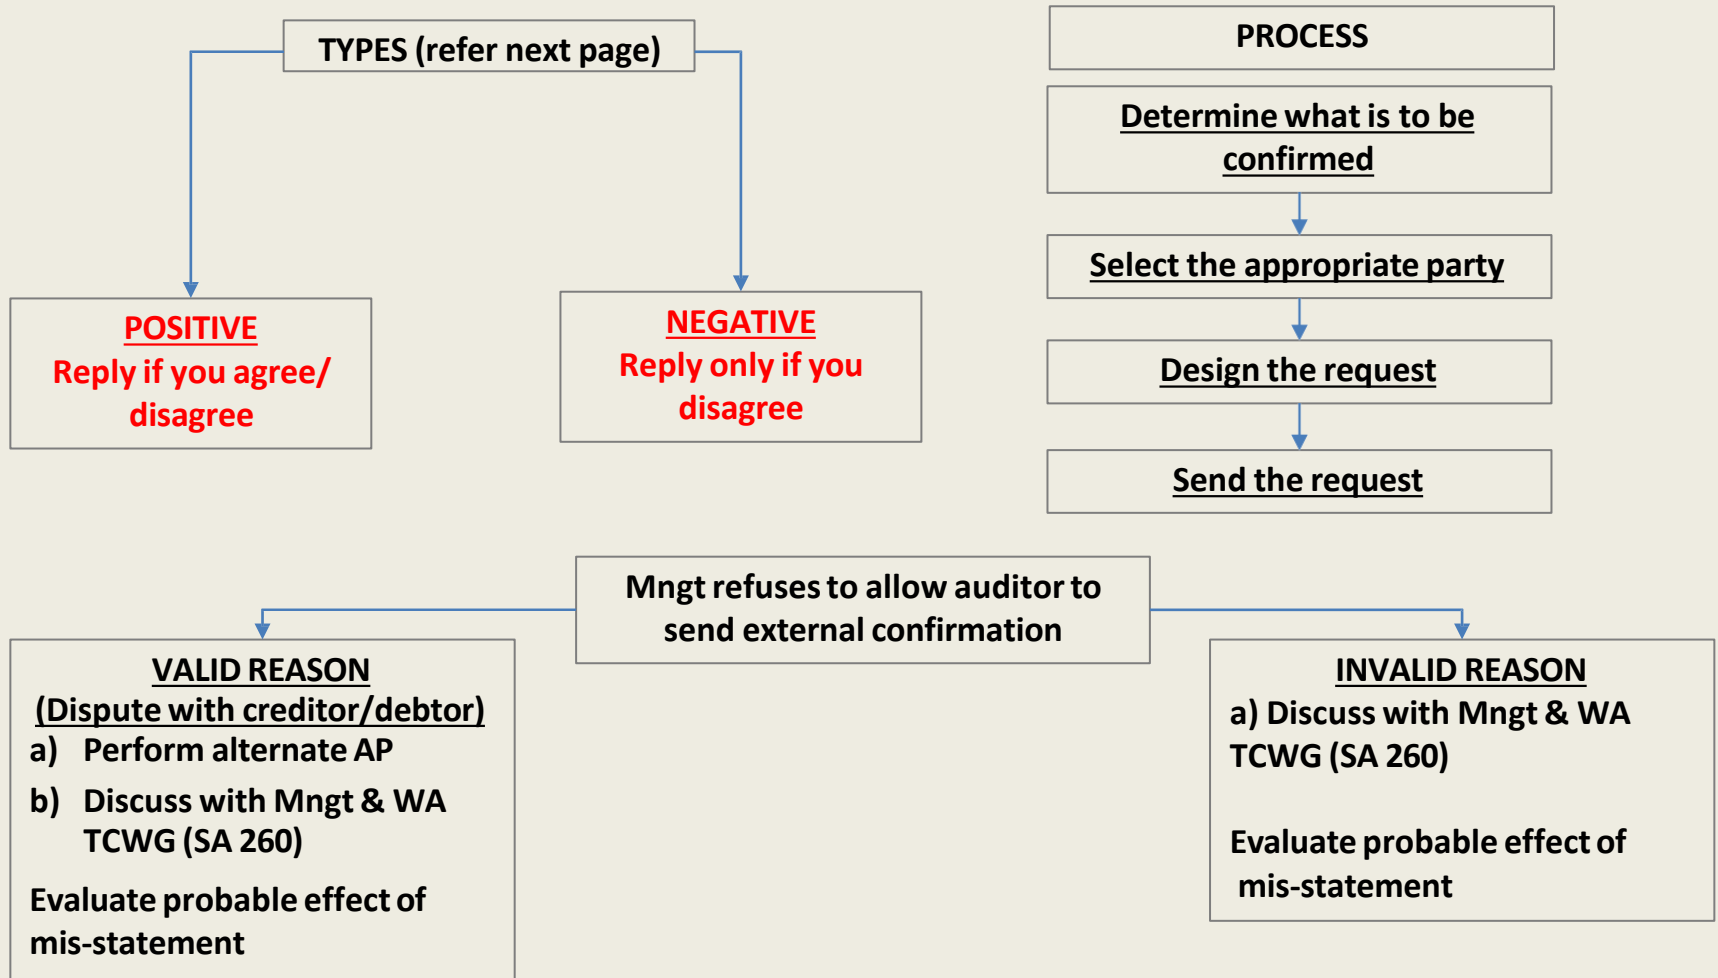 TYPES (refer next page)
POSITIVE
Reply if you agree/
disagree
NEGATIVE
Reply only if you
disagree
PROCESS
Determine what is to be
confirmed
Select the appropriate party
Design the request
Send the request
Mngt refuses to allow auditor to
send external confirmation
VALID REASON
(Dispute with creditor/debtor)
a) Perform alternate AP
b) Discuss with Mngt & WA
TCWG (SA 260)
Evaluate probable effect of
mis-statement
INVALID REASON
a) Discuss with Mngt & WA
TCWG (SA 260)
Evaluate probable effect of
mis-statement